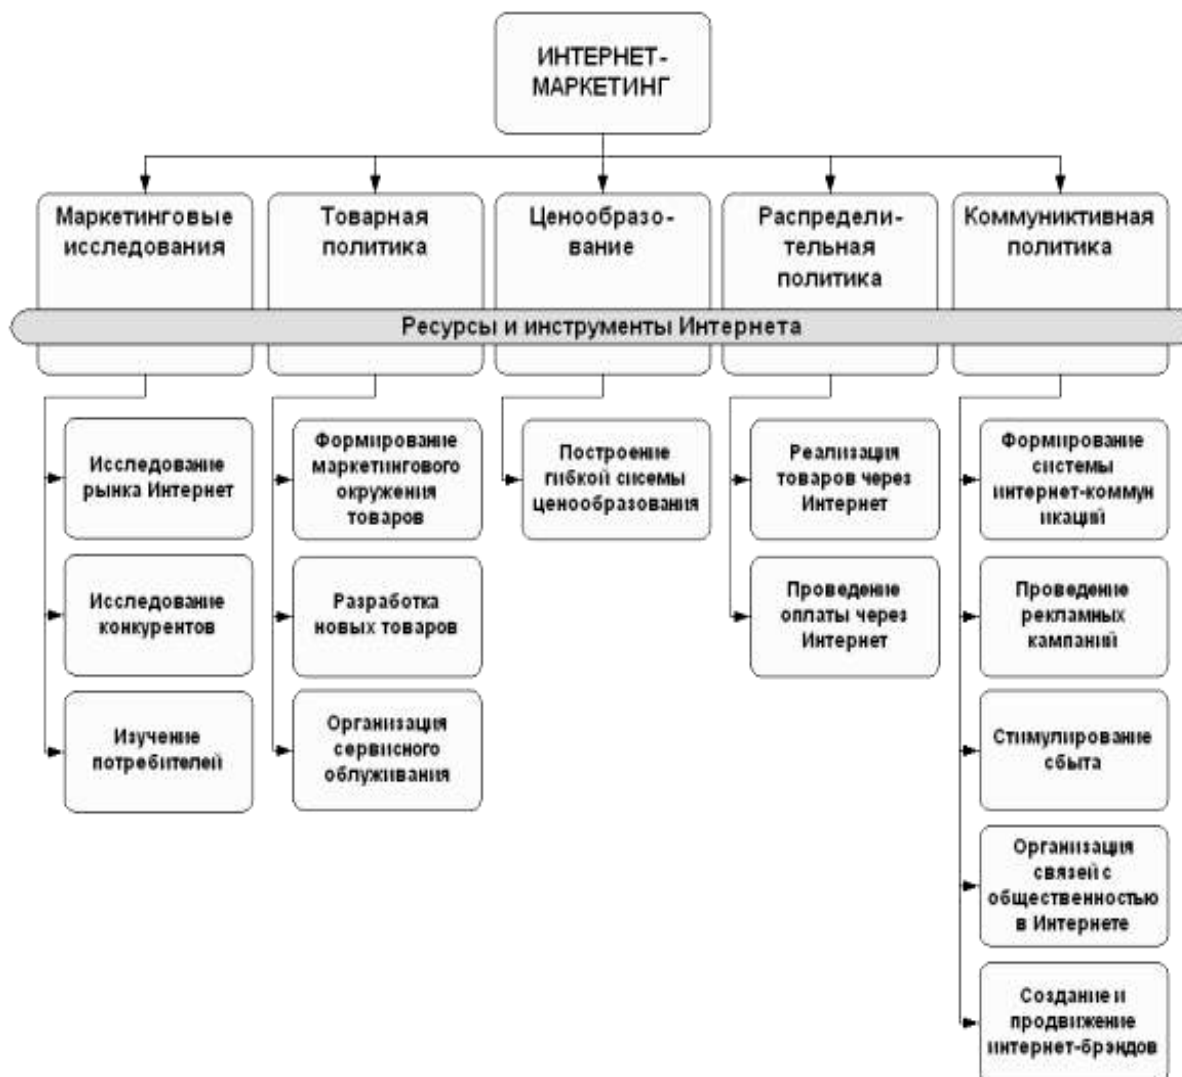 ИНТЕРНЕТ-
МАРКЕТИНГ
Маркетинговые
исследования
Товарная
политика
Ценообразо-
вание
Распредели-
тельная
политика
Коммуниктивная
политика
Ресурсы и инструменты Интернета
Исследование
рынка Интернет
Исследование
конкурентов
Изучение
потребителей
Формирование
маркетингового
окружения
товаров
Разработка
новых товаров
Организация
сервисного
облуживания
Построение
гибкой сисемы
ценообразования
Реализация
товаров через
Интернет
Проведение
оплаты через
Интернет
Формирование
системы
интернет-коммун
икаций
Проведение
рекламных
кампаний
Стимулирование
сбыта
Организация
связей с
общественностью
в Интернете
Создание и
продвижение
интернет-брэндов